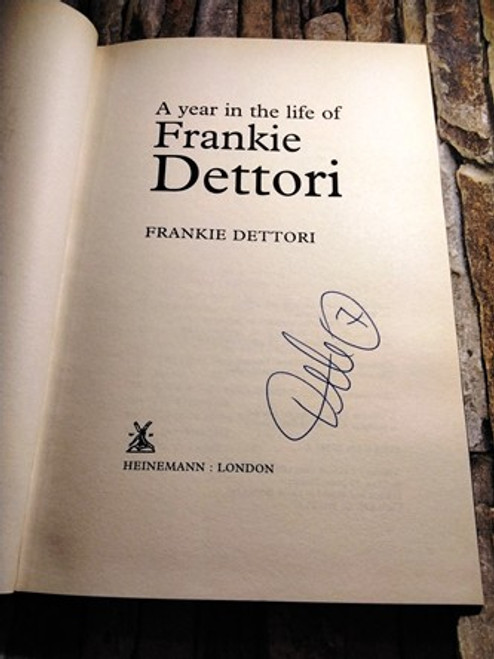 A year in the life of
Frankie
Dettori
FRANKIE DETTORI
HEINEMANN : LONDON